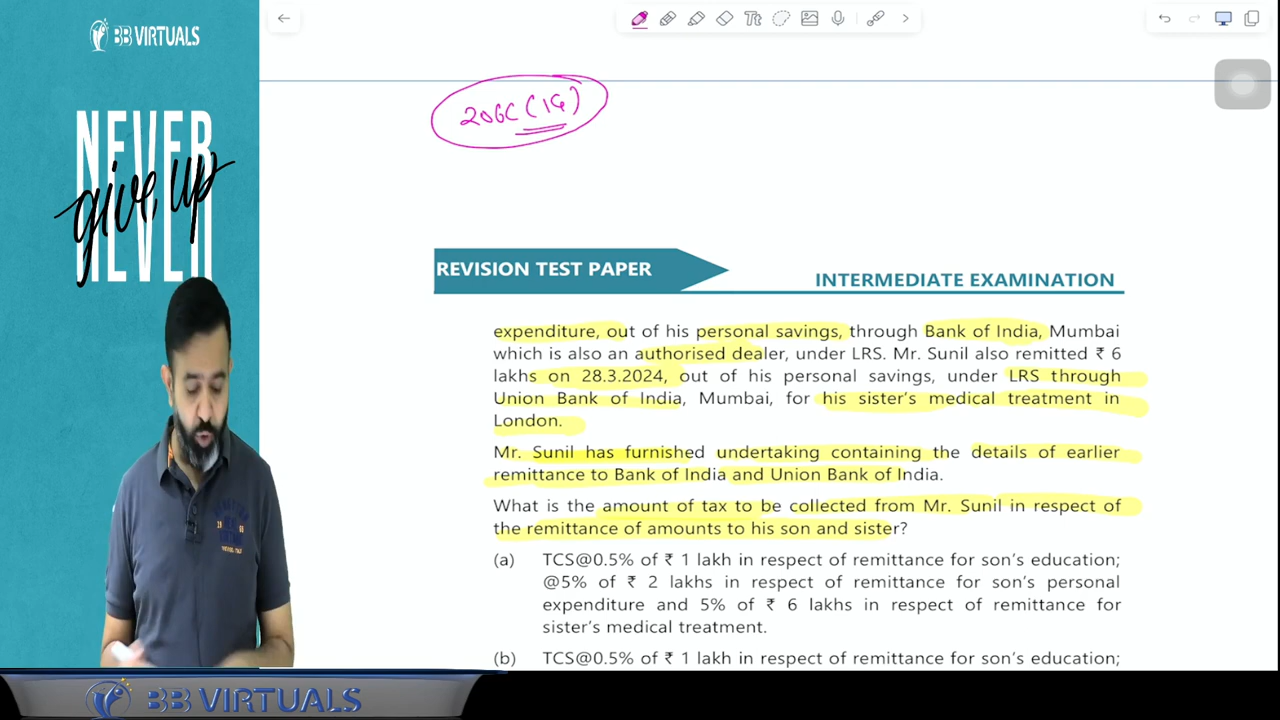 BB VIRTUALS
NEVER
give up
NEVER
206C (1G)
REVISION TEST PAPER
INTERMEDIATE EXAMINATION
expenditure, out of his personal savings, through Bank of India, Mumbai
which is also an authorised dealer, under LRS. Mr. Sunil also remitted ₹ 6
lakhs on 28.3.2024, out of his personal savings, under LRS through
Union Bank of India, Mumbai, for his sister's medical treatment in
London.
Mr. Sunil has furnished undertaking containing the details of earlier
remittance to Bank of India and Union Bank of India.
What is the amount of tax to be collected from Mr. Sunil in respect of
the remittance of amounts to his son and sister?
(a) TCS@0.5% of ₹ 1 lakh in respect of remittance for son's education;
@5% of ₹ 2 lakhs in respect of remittance for son's personal
expenditure and 5% of ₹ 6 lakhs in respect of remittance for
sister's medical treatment.
(b) TCS@0.5% of ₹ 1 lakh in respect of remittance for son's education;
BB VIRTUALS